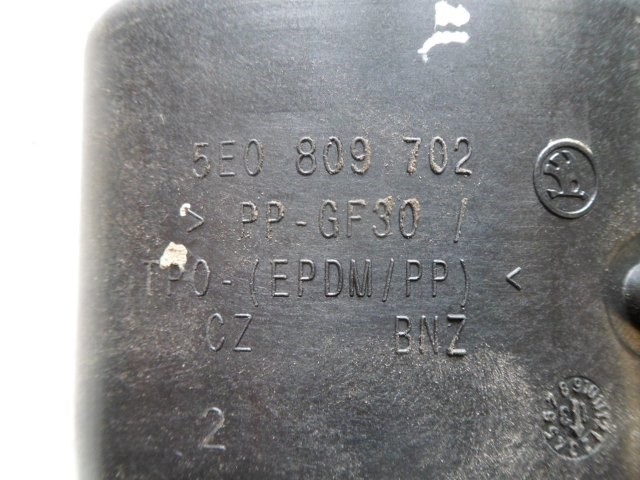 5E0 809 702
> PP-GF30 /
TPO-(EPDM/PP) <
CZ BNZ
2